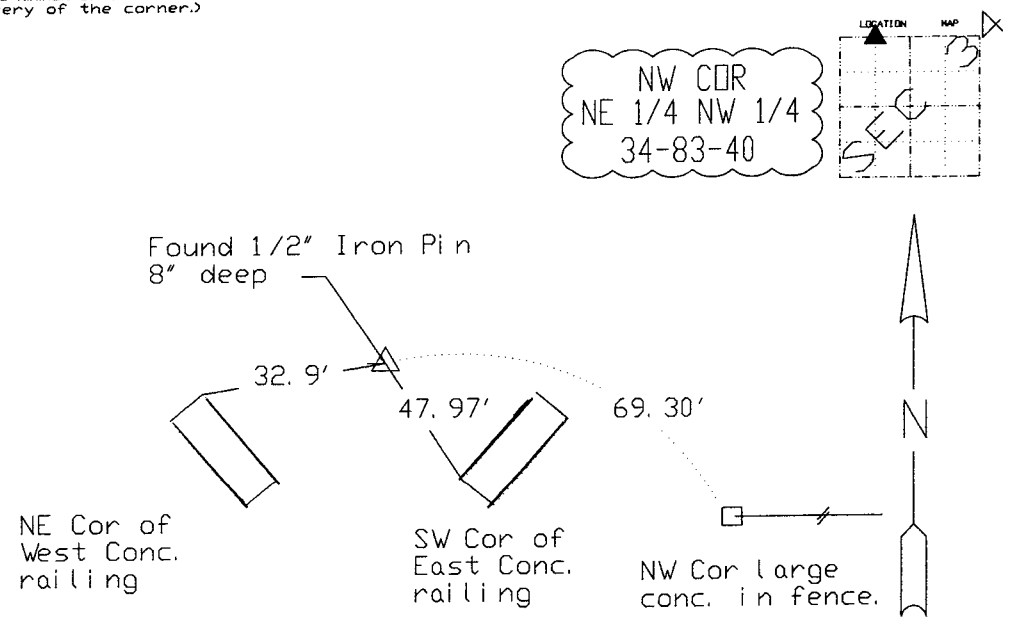 ery of the corner.)
LOCATION MAP
SEC 34
NW COR
NE 1/4 NW 1/4
34-83-40
Found 1/2" Iron Pin
8" deep
32.9'
47.97'
69.30'
N
NE Cor of
West Conc.
railing
SW Cor of
East Conc.
railing
NW Cor large
conc. in fence.